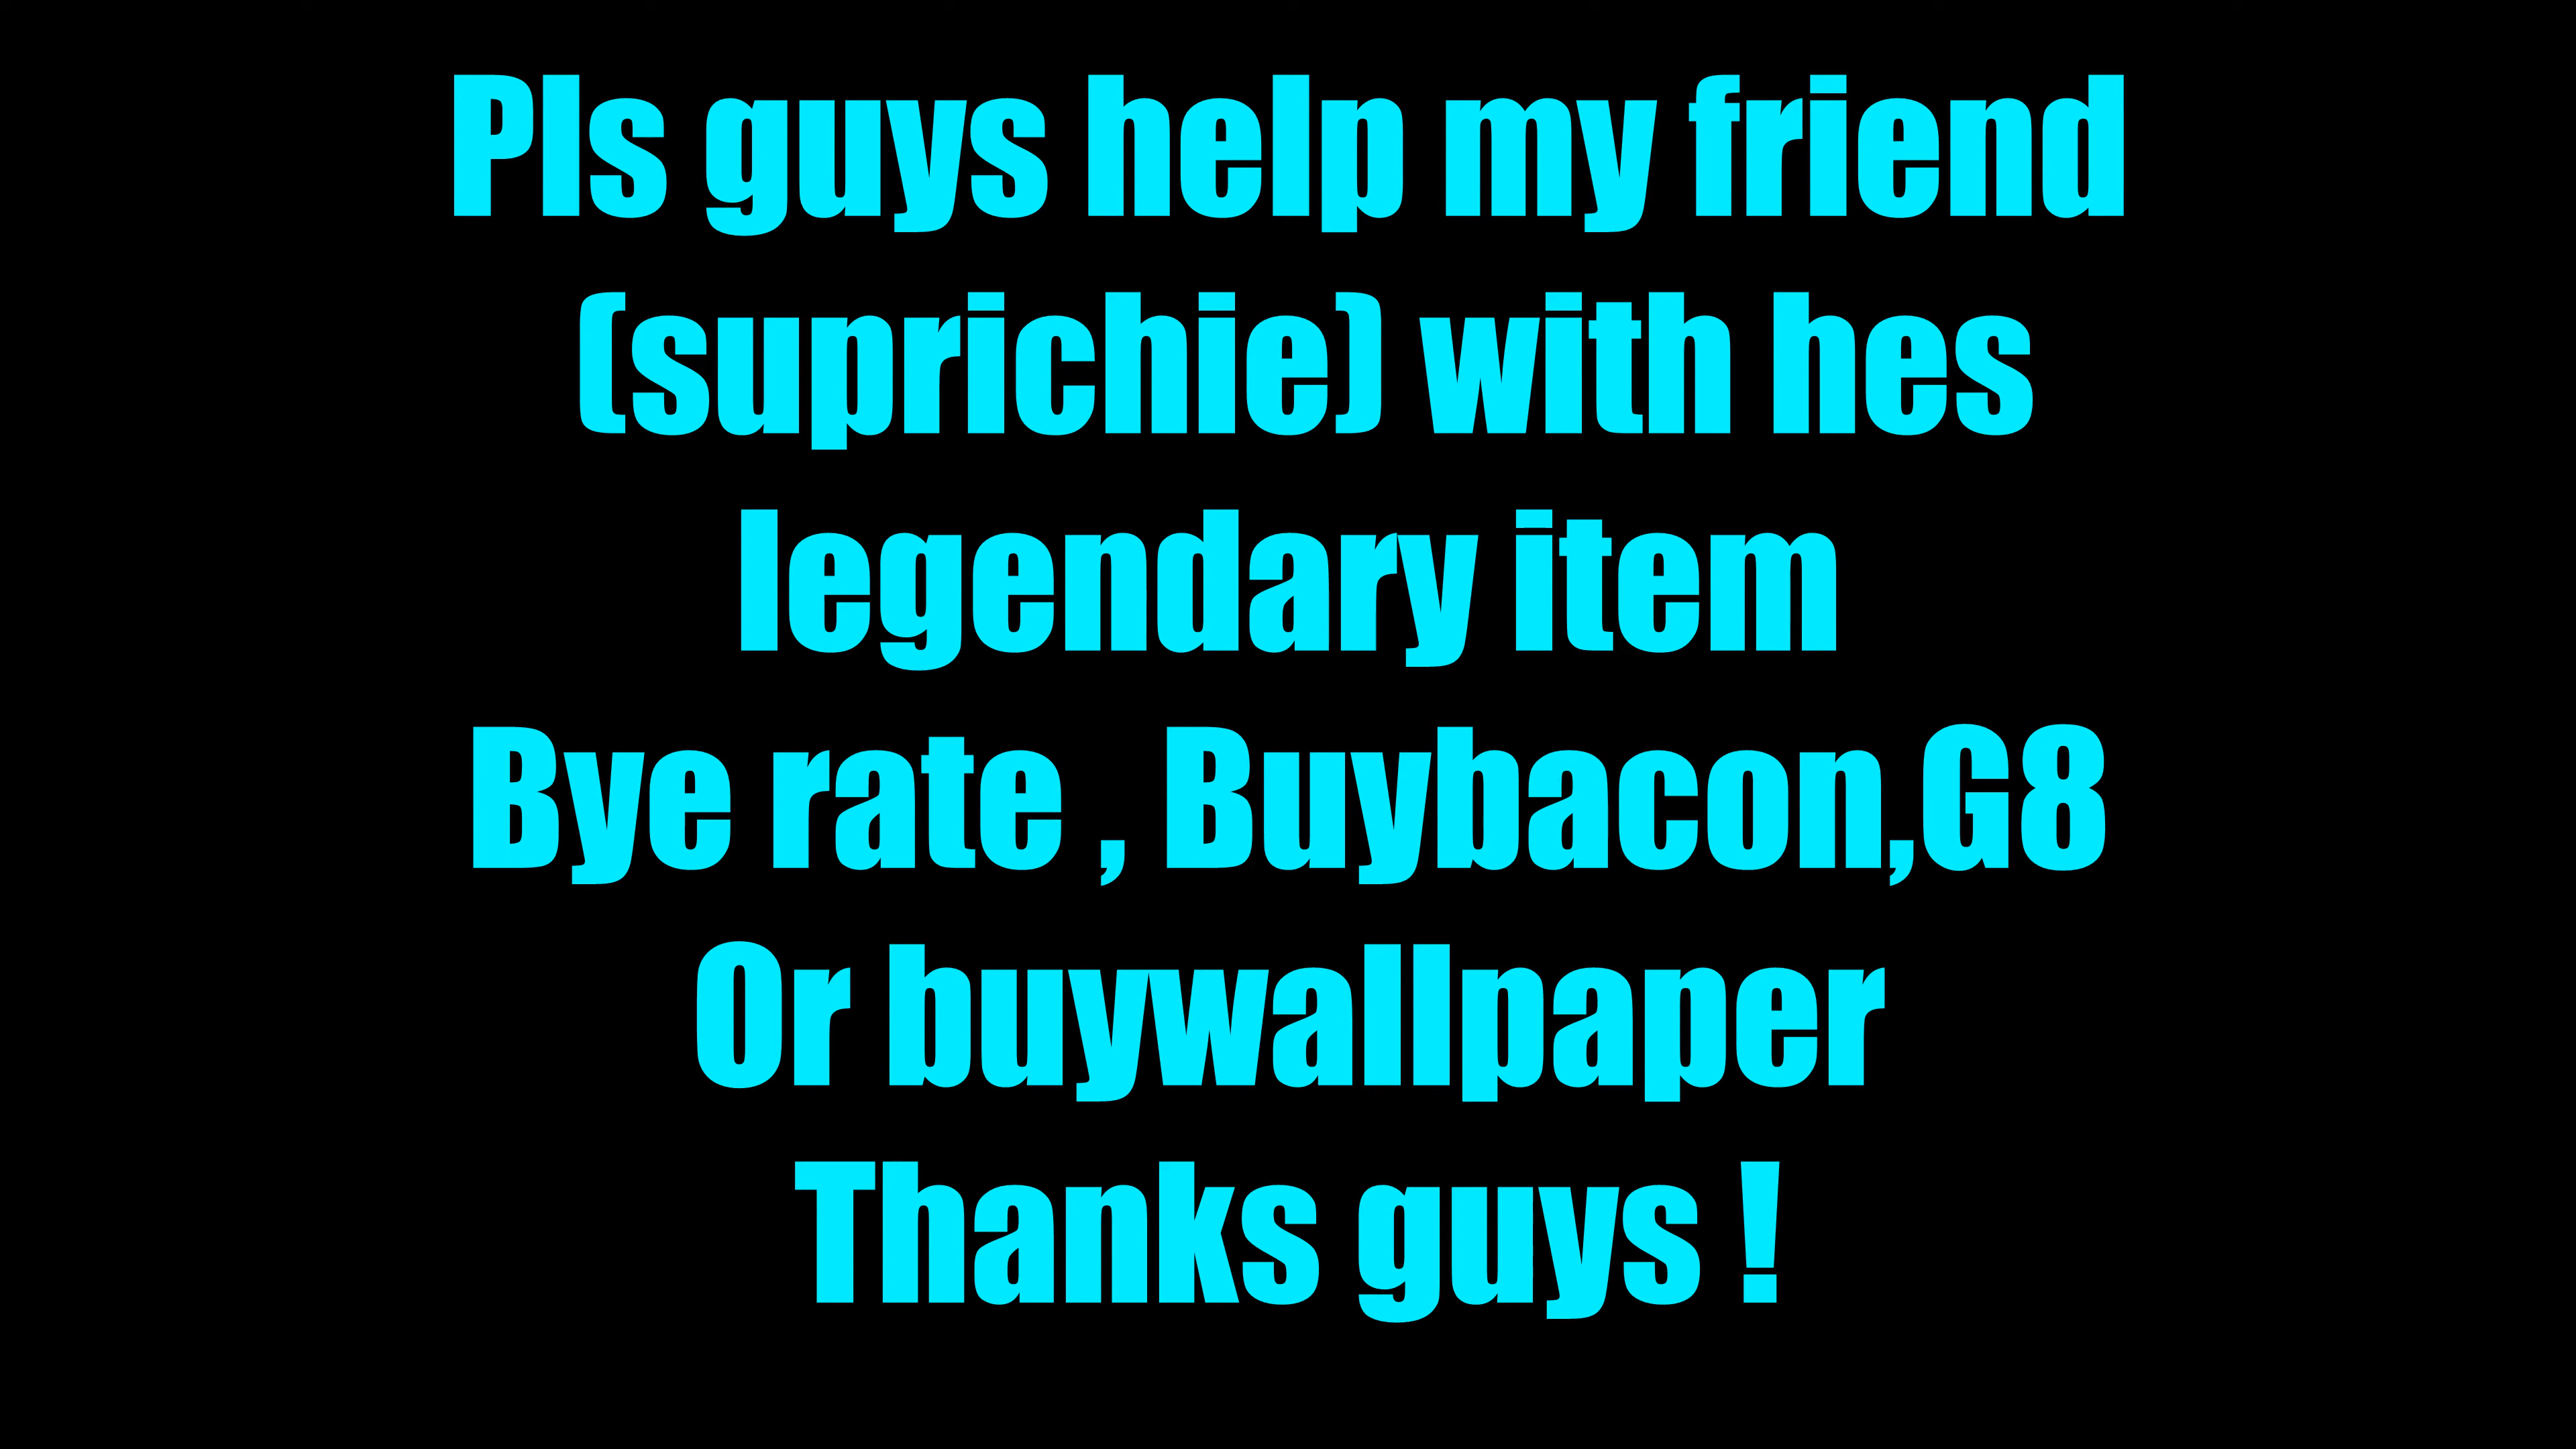 Pls guys help my friend
(suprichie) with hes
legendary item
Bye rate , Buybacon,G8
Or buywallpaper
Thanks guys !